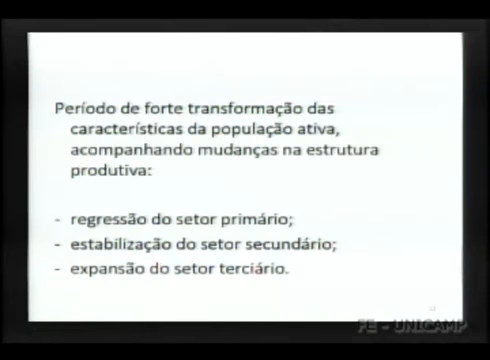 Período de forte transformação das
características da população ativa,
acompanhando mudanças na estrutura
produtiva:
- regressão do setor primário;
- estabilização do setor secundário;
- expansão do setor terciário.
FE - UNICAMP